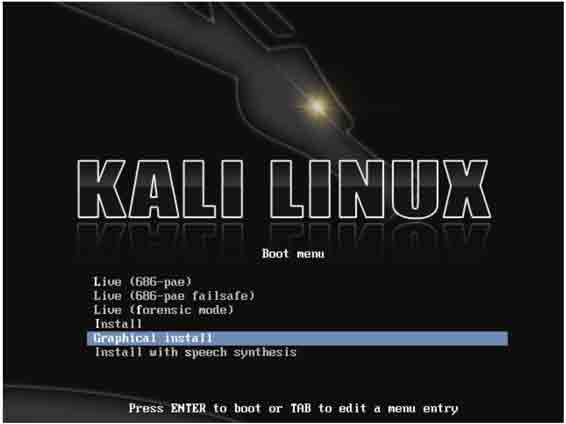 KALI LINUX
Boot menu
Live (686-pae)
Live (686-pae failsafe)
Live (forensic mode)
Install
Graphical install
Install with speech synthesis
Press ENTER to boot or TAB to edit a menu entry